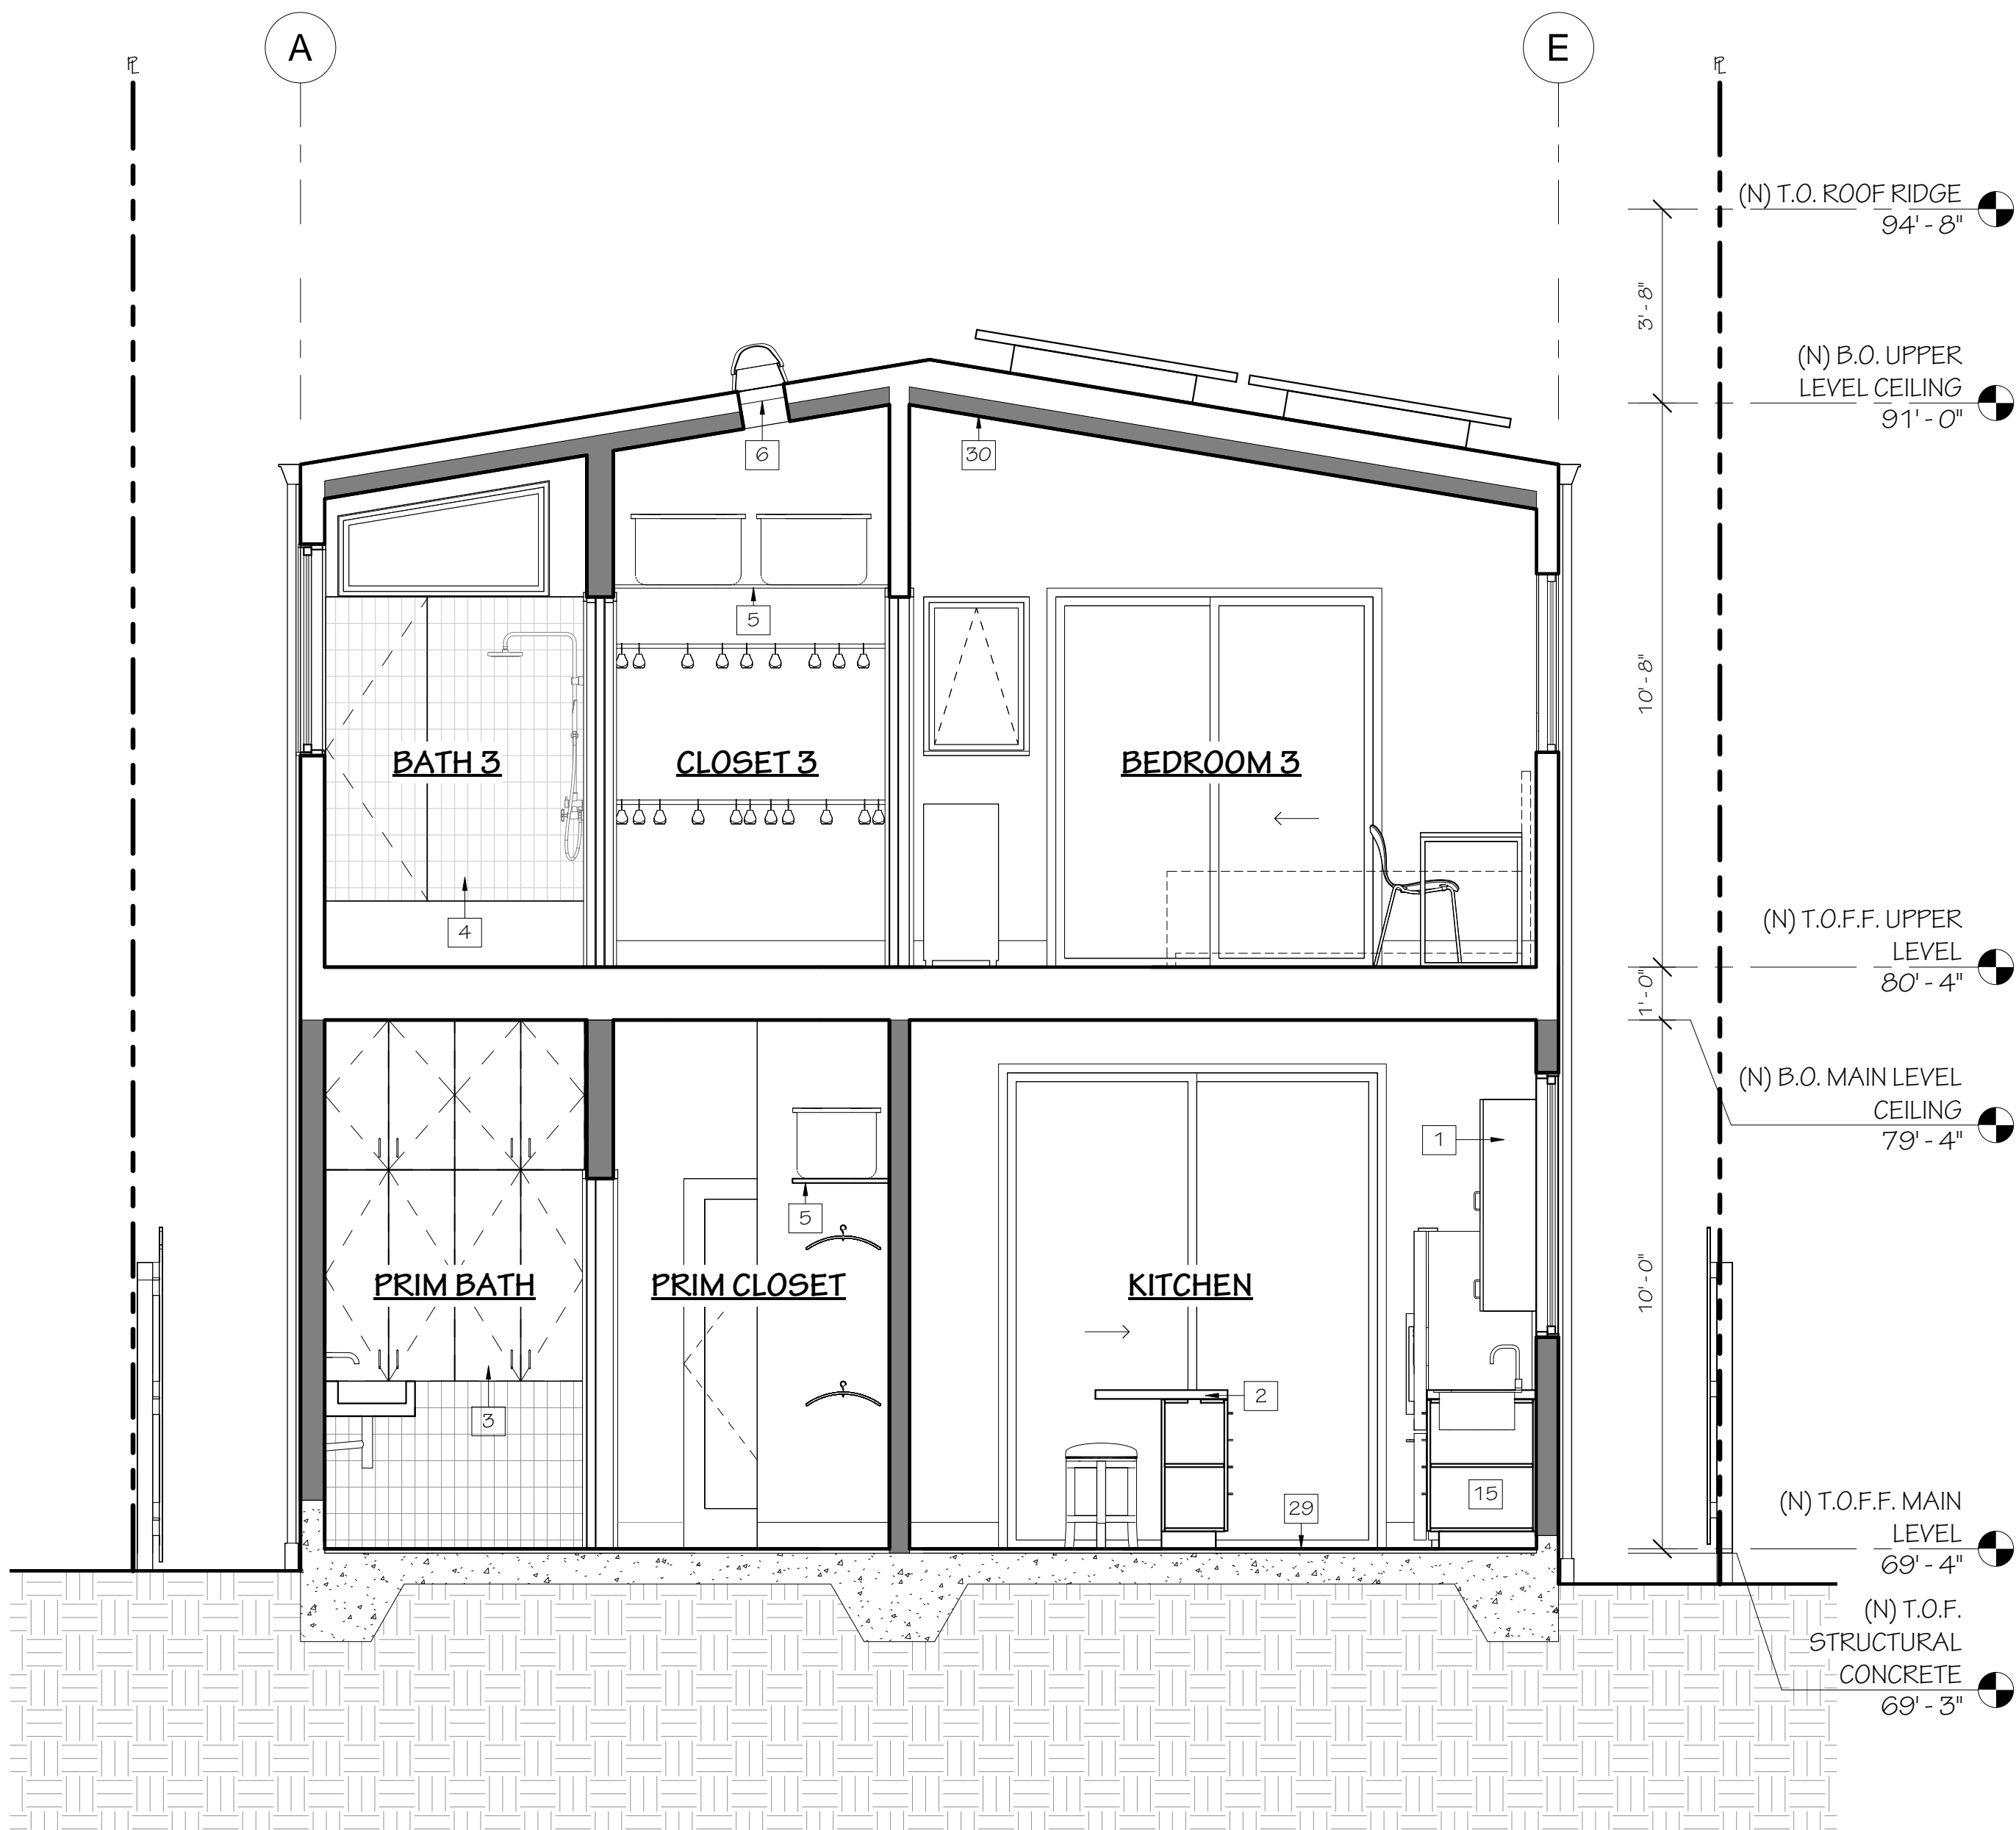 A
E
PL
PL
(N) T.O. ROOF RIDGE
94' - 8"
3' - 8"
(N) B.O. UPPER
LEVEL CEILING
91' - 0"
6
30
5
10' - 8"
BATH 3
CLOSET 3
BEDROOM 3
4
(N) T.O.F.F. UPPER
LEVEL
80' - 4"
1' - 0"
(N) B.O. MAIN LEVEL
CEILING
79' - 4"
1
5
PRIM BATH
PRIM CLOSET
KITCHEN
10' - 0"
2
3
15
29
(N) T.O.F.F. MAIN
LEVEL
69' - 4"
(N) T.O.F.
STRUCTURAL
CONCRETE
69' - 3"